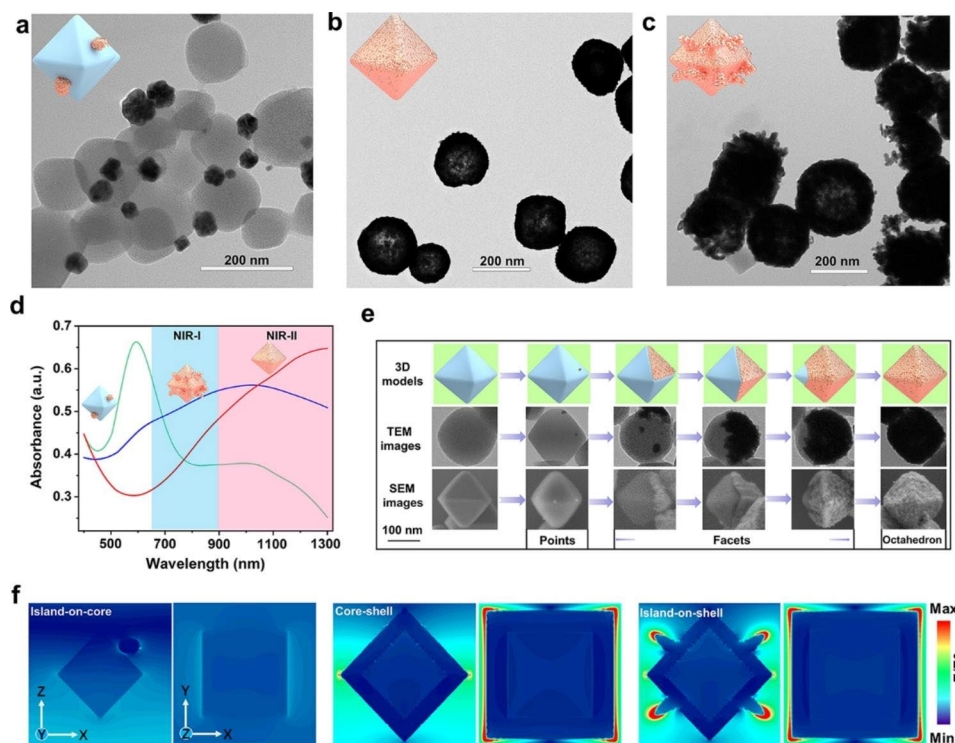 a
b
c
200 nm
200 nm
200 nm
d
0.7
0.6
0.5
0.4
0.3
Absorbance (a.u.)
NIR-I
NIR-II
500
700
900
1100
1300
Wavelength (nm)
e
3D
models
TEM
images
SEM
images
100 nm
Points
Facets
Octahedron
f
Island-on-core
Z
Y
X
Y
Z
X
Core-shell
Island-on-shell
Max
Min